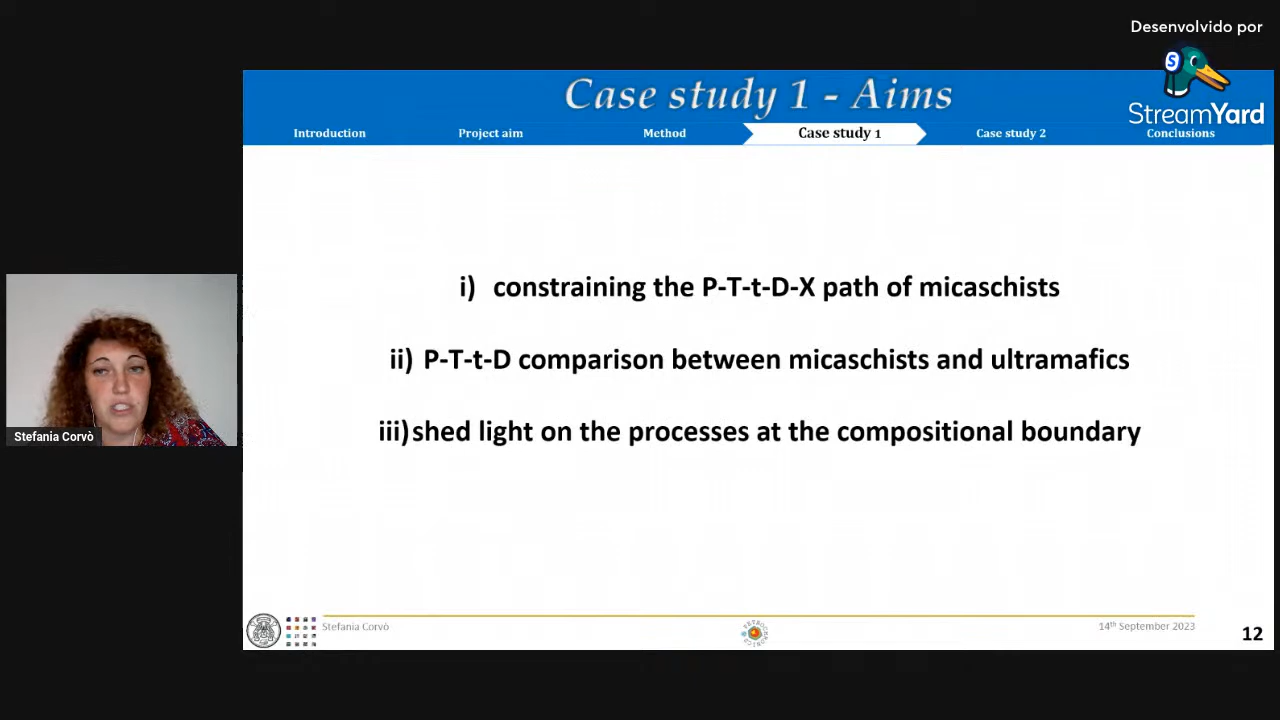 Desenvolvido por
S
StreamYard
Case study 1 - Aims
Introduction Project aim Method Case study 1 Case study 2 Conclusions
i) constraining the P-T-t-D-X path of micaschists
ii) P-T-t-D comparison between micaschists and ultramafics
iii) shed light on the processes at the compositional boundary
Stefania Corvò
Stefania Corvò
14th September 2023
12